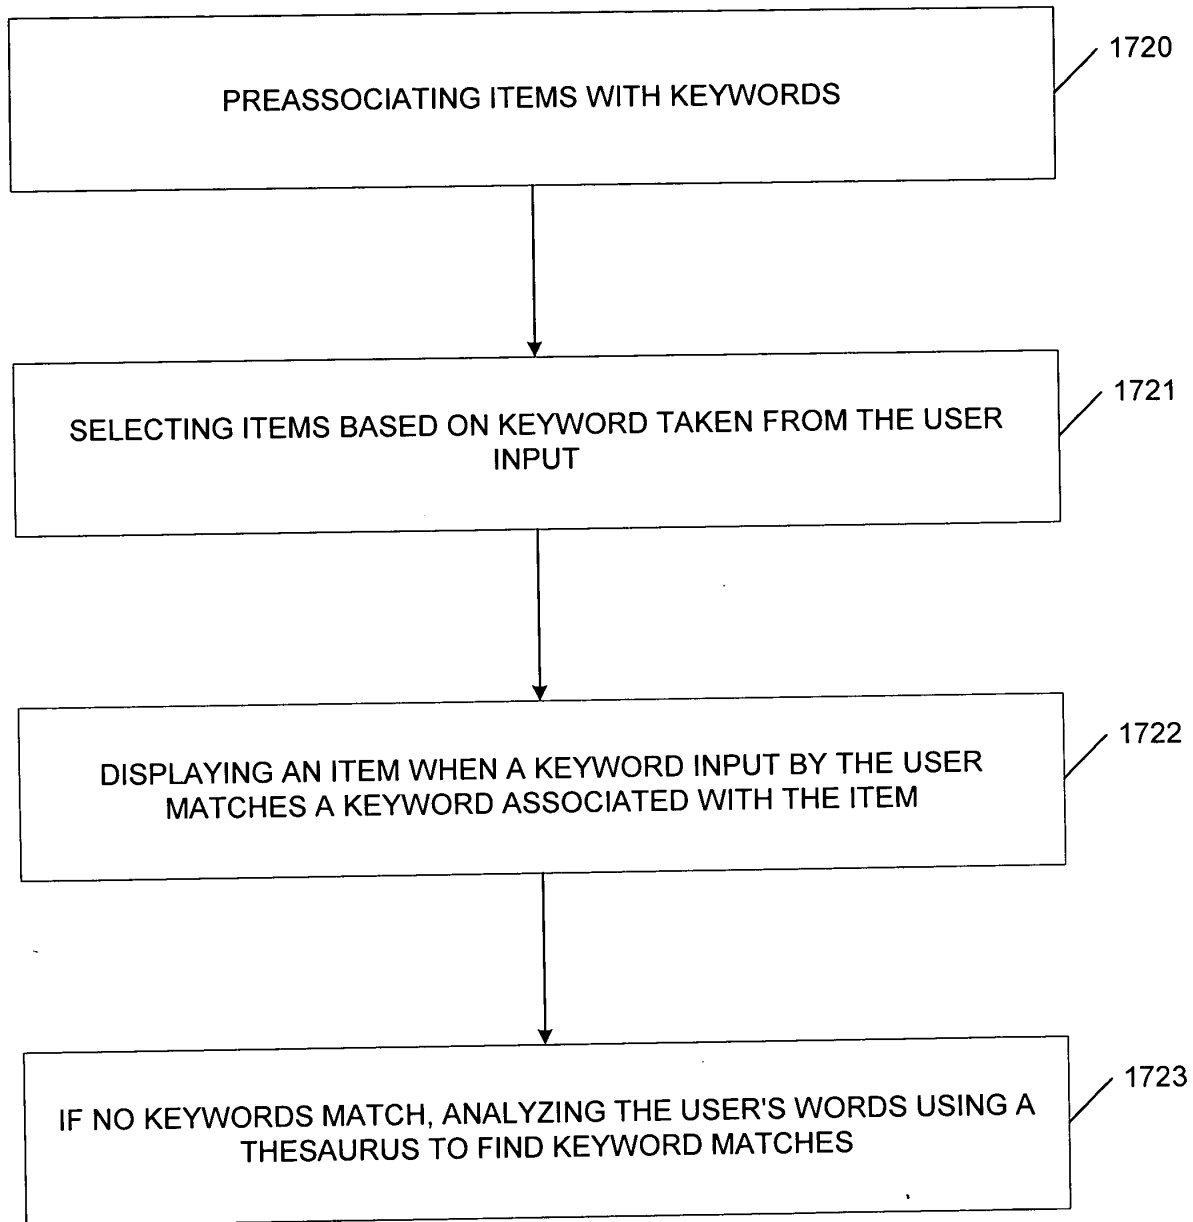 PREASSOCIATING ITEMS WITH KEYWORDS
1720
SELECTING ITEMS BASED ON KEYWORD TAKEN FROM THE USER
INPUT
1721
DISPLAYING AN ITEM WHEN A KEYWORD INPUT BY THE USER
MATCHES A KEYWORD ASSOCIATED WITH THE ITEM
1722
IF NO KEYWORDS MATCH, ANALYZING THE USER'S WORDS USING A
THESAURUS TO FIND KEYWORD MATCHES
1723